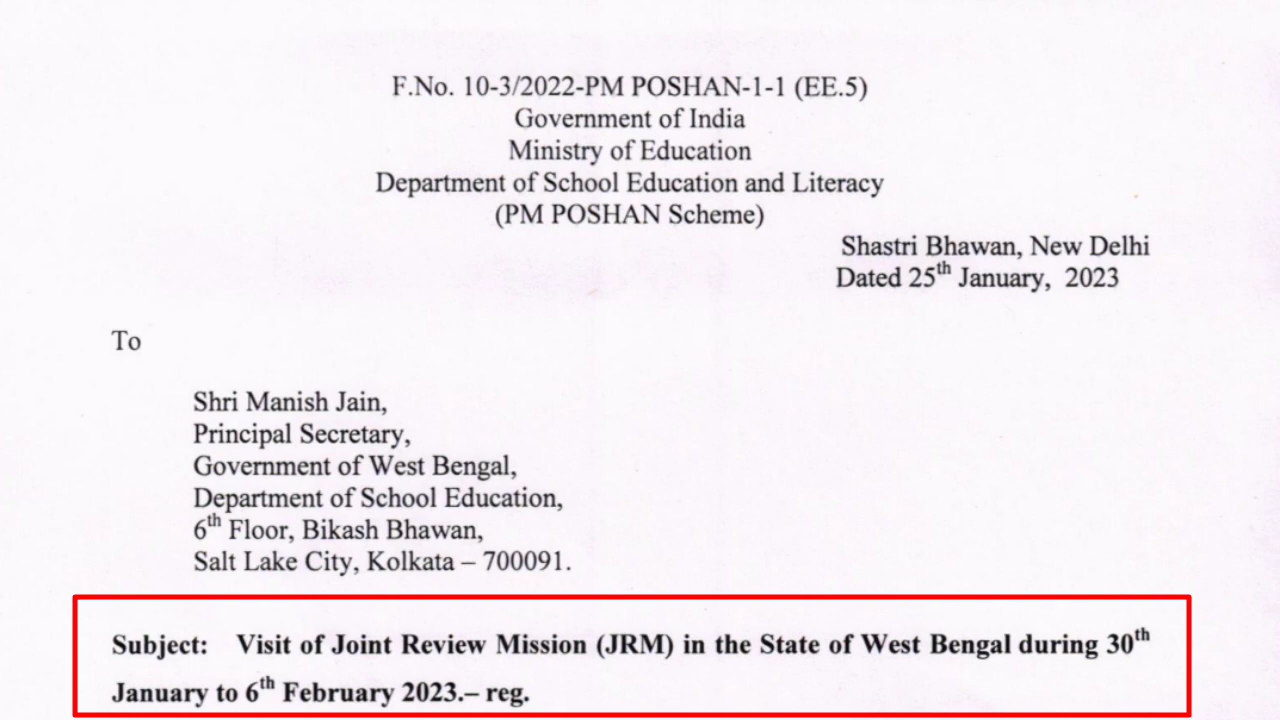 F.No. 10-3/2022-PM POSHAN-1-1 (EE.5)
Government of India
Ministry of Education
Department of School Education and Literacy
(PM POSHAN Scheme)
Shastri Bhawan, New Delhi
Dated 25th January, 2023
To
Shri Manish Jain,
Principal Secretary,
Government of West Bengal,
Department of School Education,
6th Floor, Bikash Bhawan,
Salt Lake City, Kolkata – 700091.
Subject: Visit of Joint Review Mission (JRM) in the State of West Bengal during 30th
January to 6th February 2023.– reg.